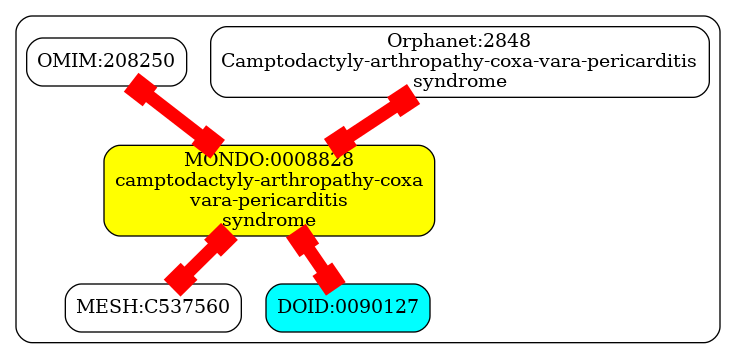 OMIM:208250
Orphanet:2848
Camptodactyly-arthropathy-coxa-vara-pericarditis
syndrome
MONDO:0008828
camptodactyly-arthropathy-coxa
vara-pericarditis
syndrome
MESH:C537560
DOID:0090127